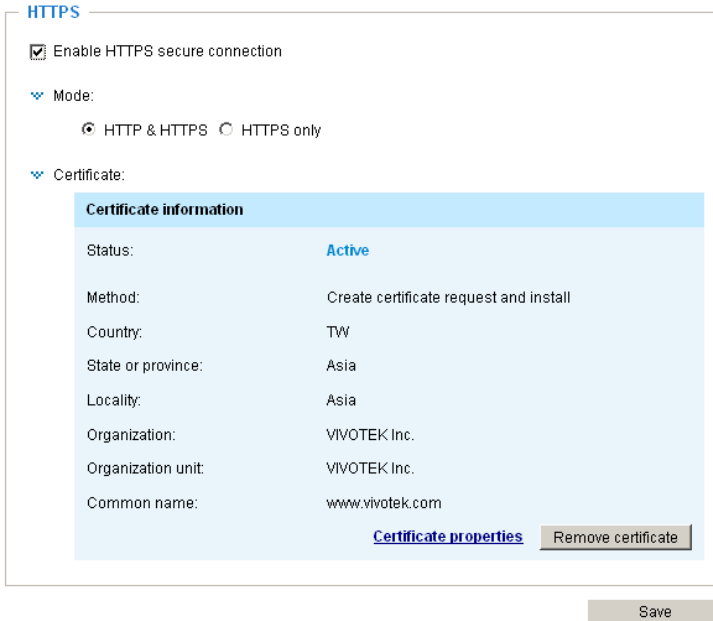 HTTPS
Enable HTTPS secure connection
Mode:
HTTP & HTTPS HTTPS only
Certificate:
Certificate information
Status: Active
Method: Create certificate request and install
Country: TW
State or province: Asia
Locality: Asia
Organization: VIVOTEK Inc.
Organization unit: VIVOTEK Inc.
Common name: www.vivotek.com
Certificate properties Remove certificate
Save